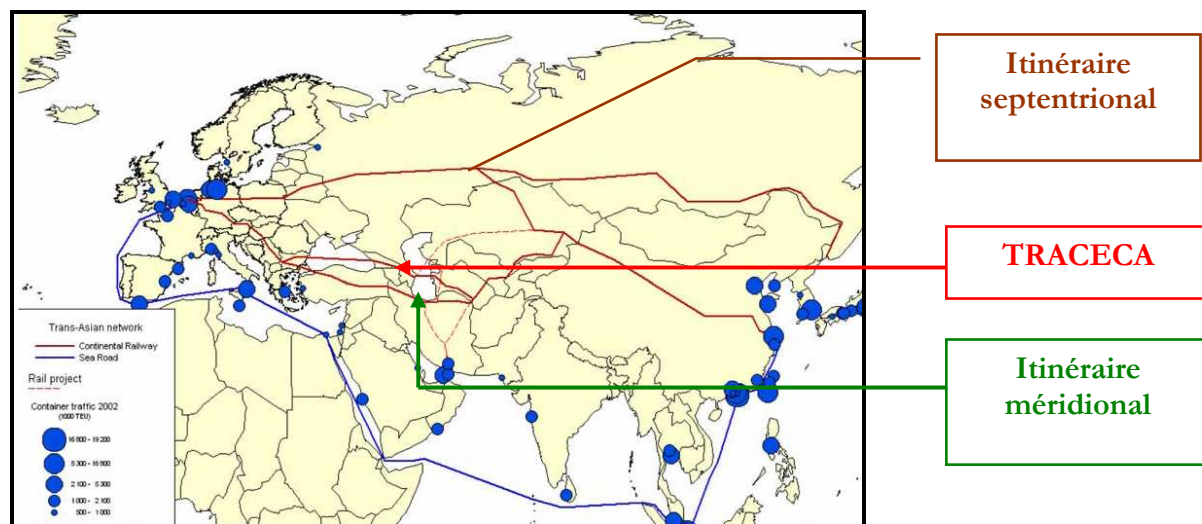 Itinéraire
septentrional
TRACECA
Itinéraire
méridional
Trans-Asian network
Continental Railway
Sea Road
Rail project
Container traffic 2002
(1000 TEU)
16 800 - 19 200
5 300 - 16 800
2 100 - 5 300
1 000 - 2 100
500 - 1 000